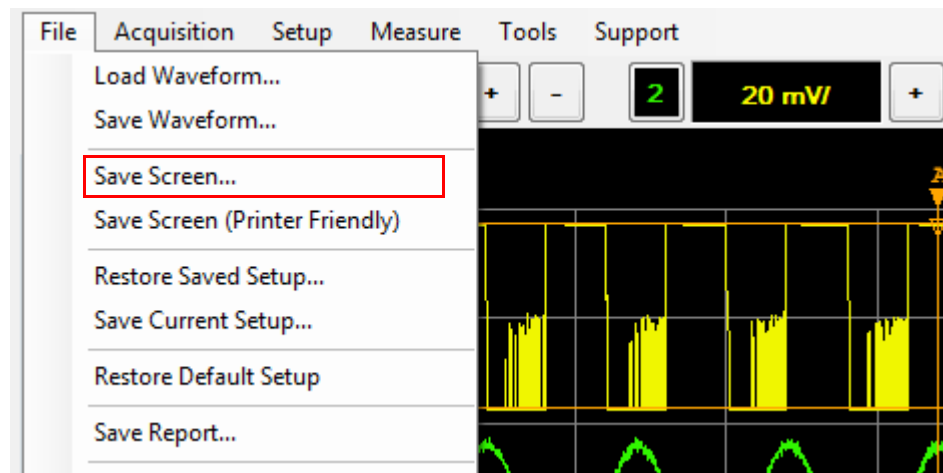 File Acquisition Setup Measure Tools Support
Load Waveform...
+ - 2 20 mV/ +
Save Waveform...
Save Screen...
A
Save Screen (Printer Friendly)
Restore Saved Setup...
Save Current Setup...
Restore Default Setup
Save Report...